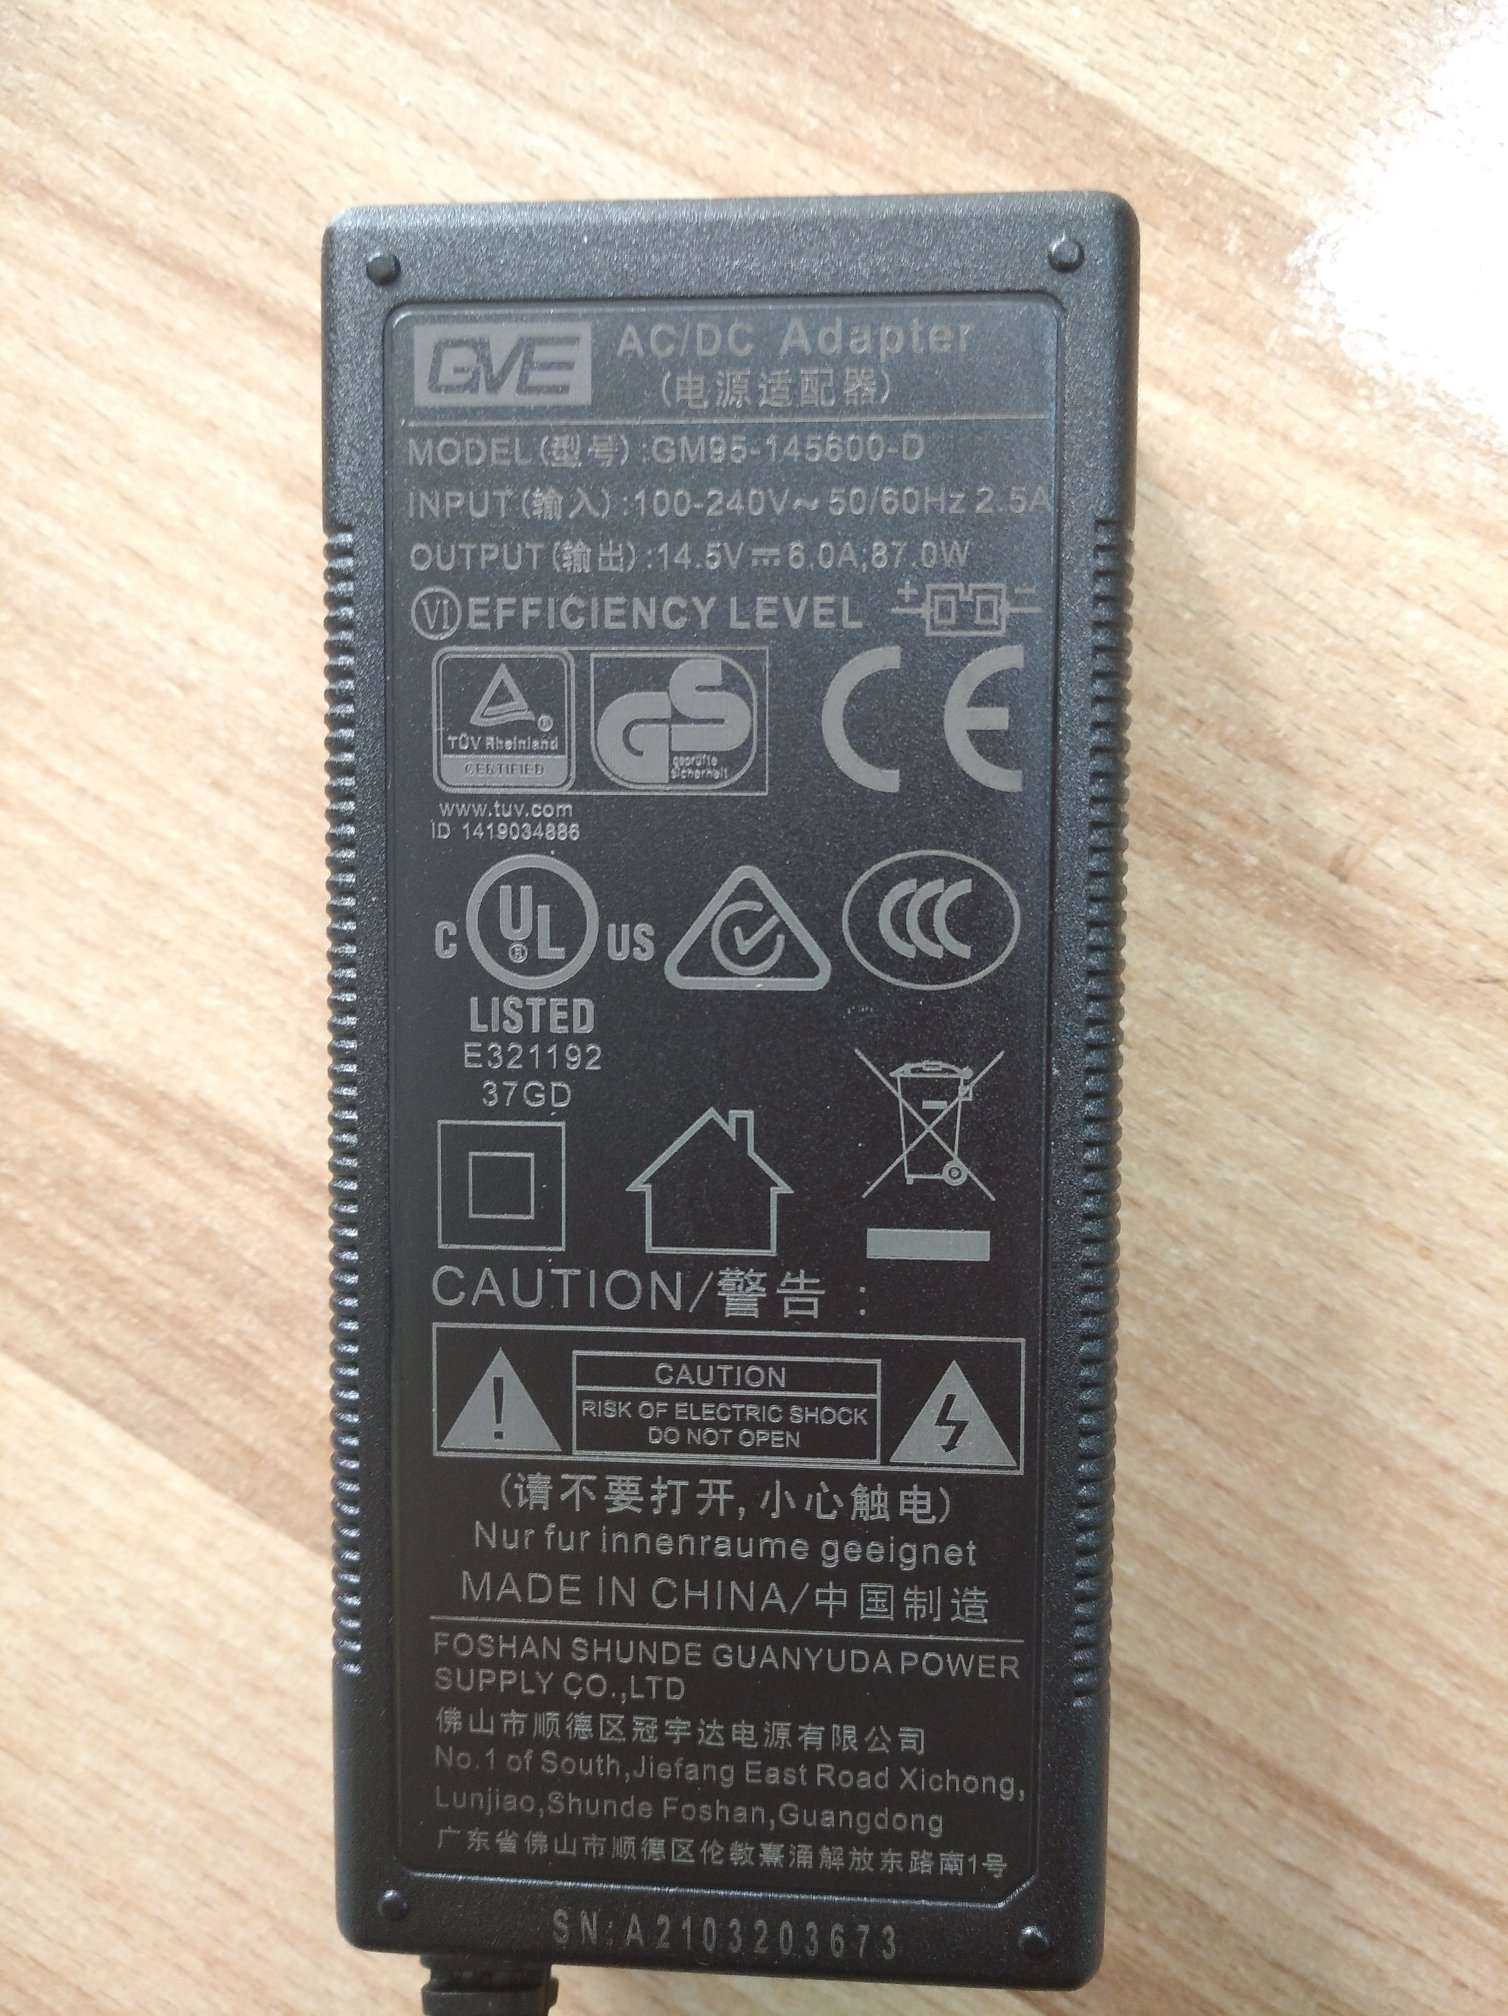 GVE AC/DC Adapter
(电源适配器)
MODEL(型号):GM95-145600-D
INPUT(输入):100-240V~50/60Hz 2.5A
OUTPUT(输出):14.5V⎓6.0A;87.0W
VI EFFICIENCY LEVEL + -
TÜV Rheinland ®
CERTIFIED
GS
geprüfte
Sicherheit
CE
www.tuv.com
ID 1419034886
C UL ® US
CCC
LISTED
E321192
37GD
CAUTION/警告 :
CAUTION
RISK OF ELECTRIC SHOCK
DO NOT OPEN
(请不要打开,小心触电)
Nur fur innenraume geeignet
MADE IN CHINA/中国制造
FOSHAN SHUNDE GUANYUDA POWER
SUPPLY CO.,LTD
佛山市顺德区冠宇达电源有限公司
No.1 of South,Jiefang East Road Xichong,
Lunjiao,Shunde Foshan,Guangdong
广东省佛山市顺德区伦教熹涌解放东路南1号
SN:A2103203673